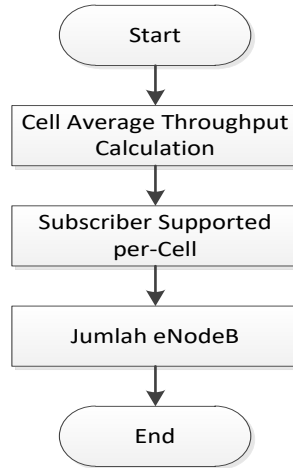 Start
Cell Average Throughput
Calculation
Subscriber Supported
per-Cell
Jumlah eNodeB
End